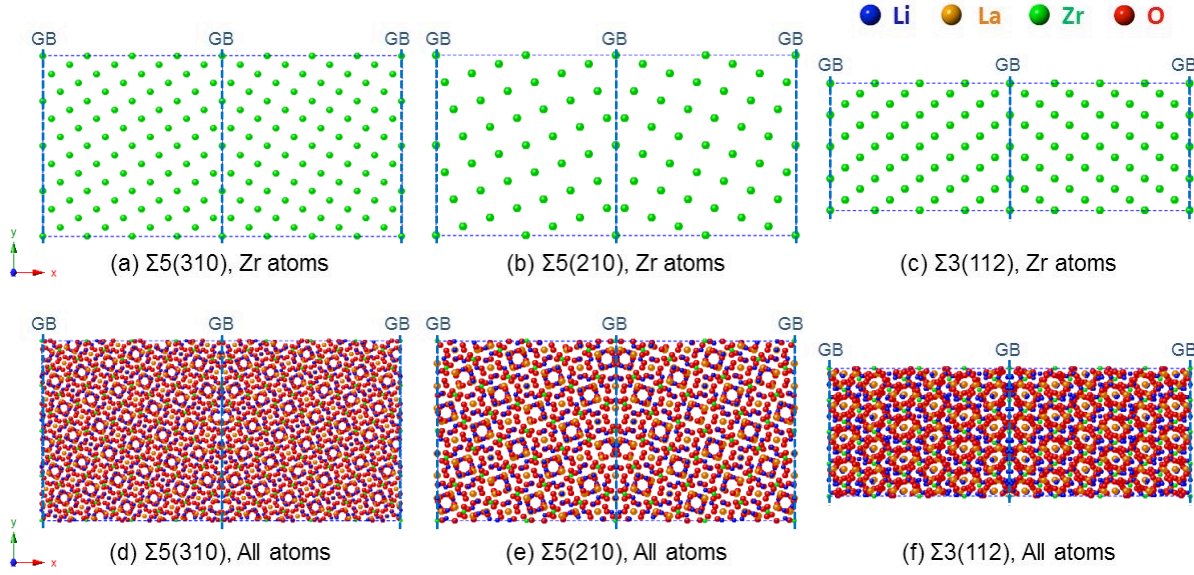 Li La Zr O
GB GB GB
GB GB GB
GB GB GB
y
x
(a) Σ5(310), Zr atoms
(b) Σ5(210), Zr atoms
(c) Σ3(112), Zr atoms
GB GB GB
GB GB GB
GB GB GB
y
x
(d) Σ5(310), All atoms
(e) Σ5(210), All atoms
(f) Σ3(112), All atoms